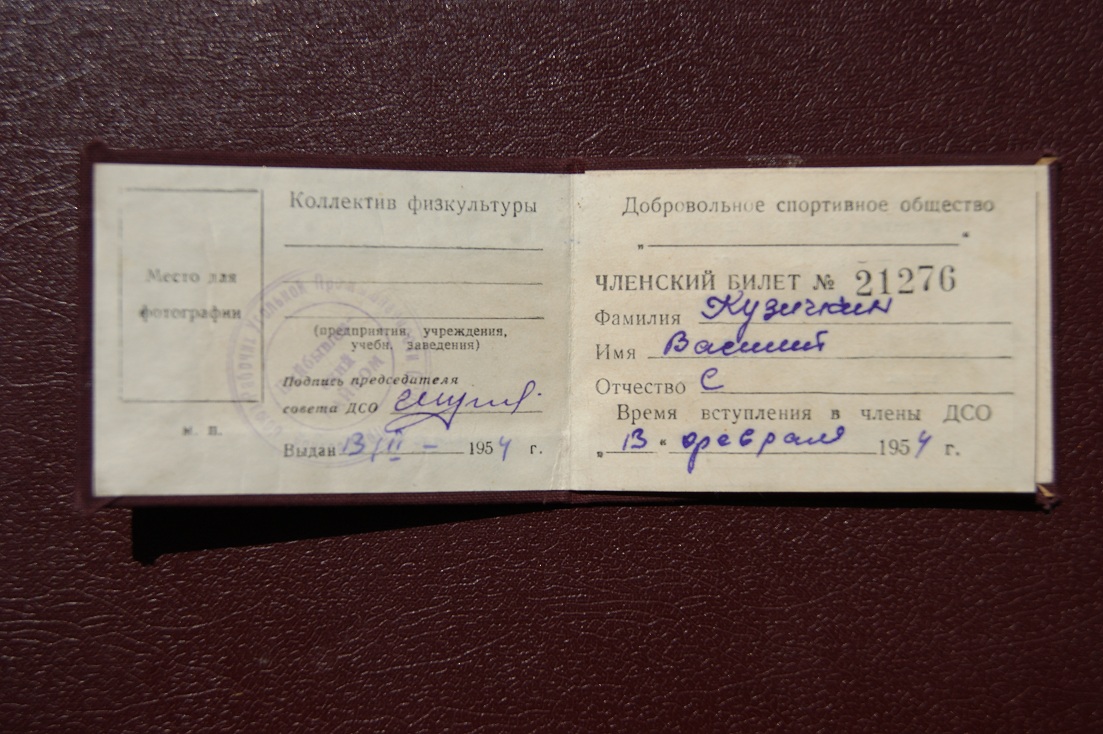 Место для
фотографии
м. п.
Коллектив физкультуры
(предприятия, учреждения,
учебн. заведения)
Подпись председателя
совета ДСО
Выдан 13/II – 1954 г.
Добровольное спортивное общество
„ “
ЧЛЕНСКИЙ БИЛЕТ № 21276
Фамилия Кузичкин
Имя Василий
Отчество С
Время вступления в члены ДСО
„ 13 “ февраля 1954 г.